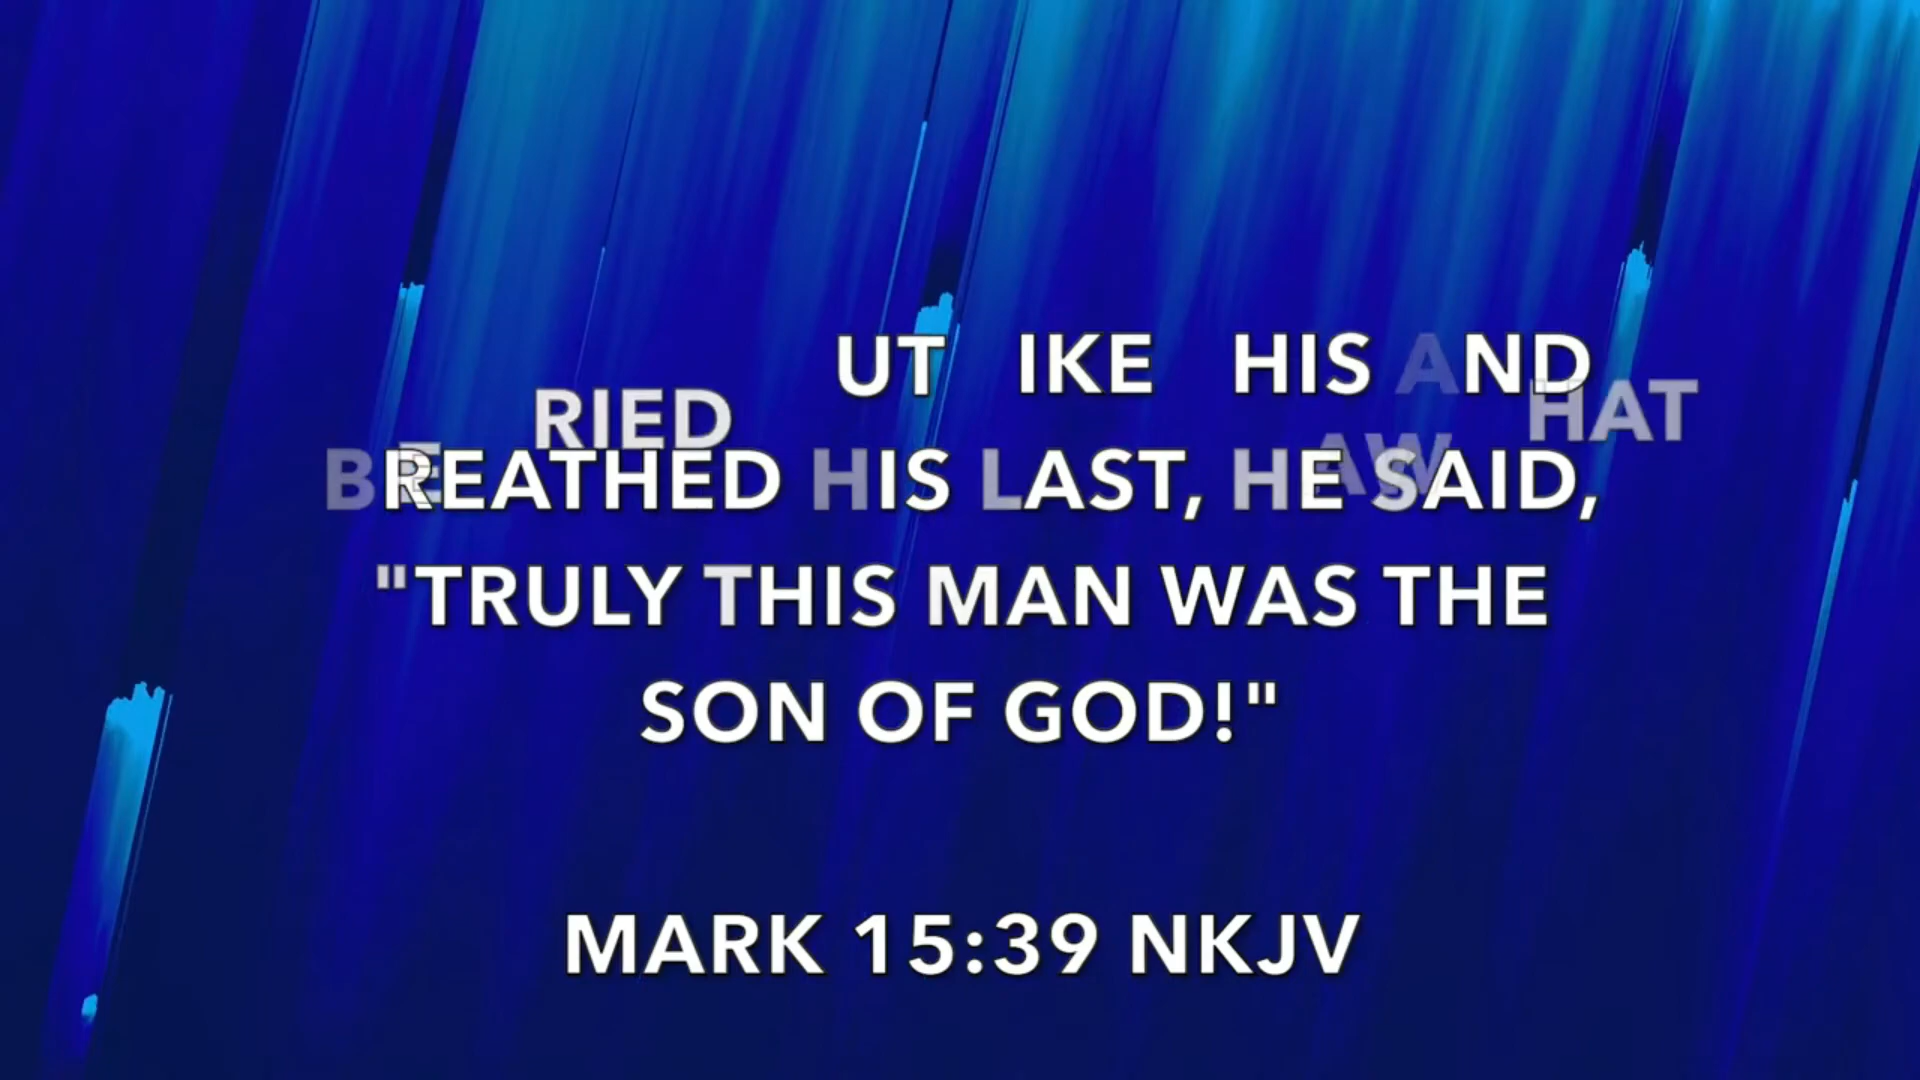 UT IKE HIS AND
RIED HAT
BREATHED HIS LAST, HE SAID,
"TRULY THIS MAN WAS THE
SON OF GOD!"
MARK 15:39 NKJV